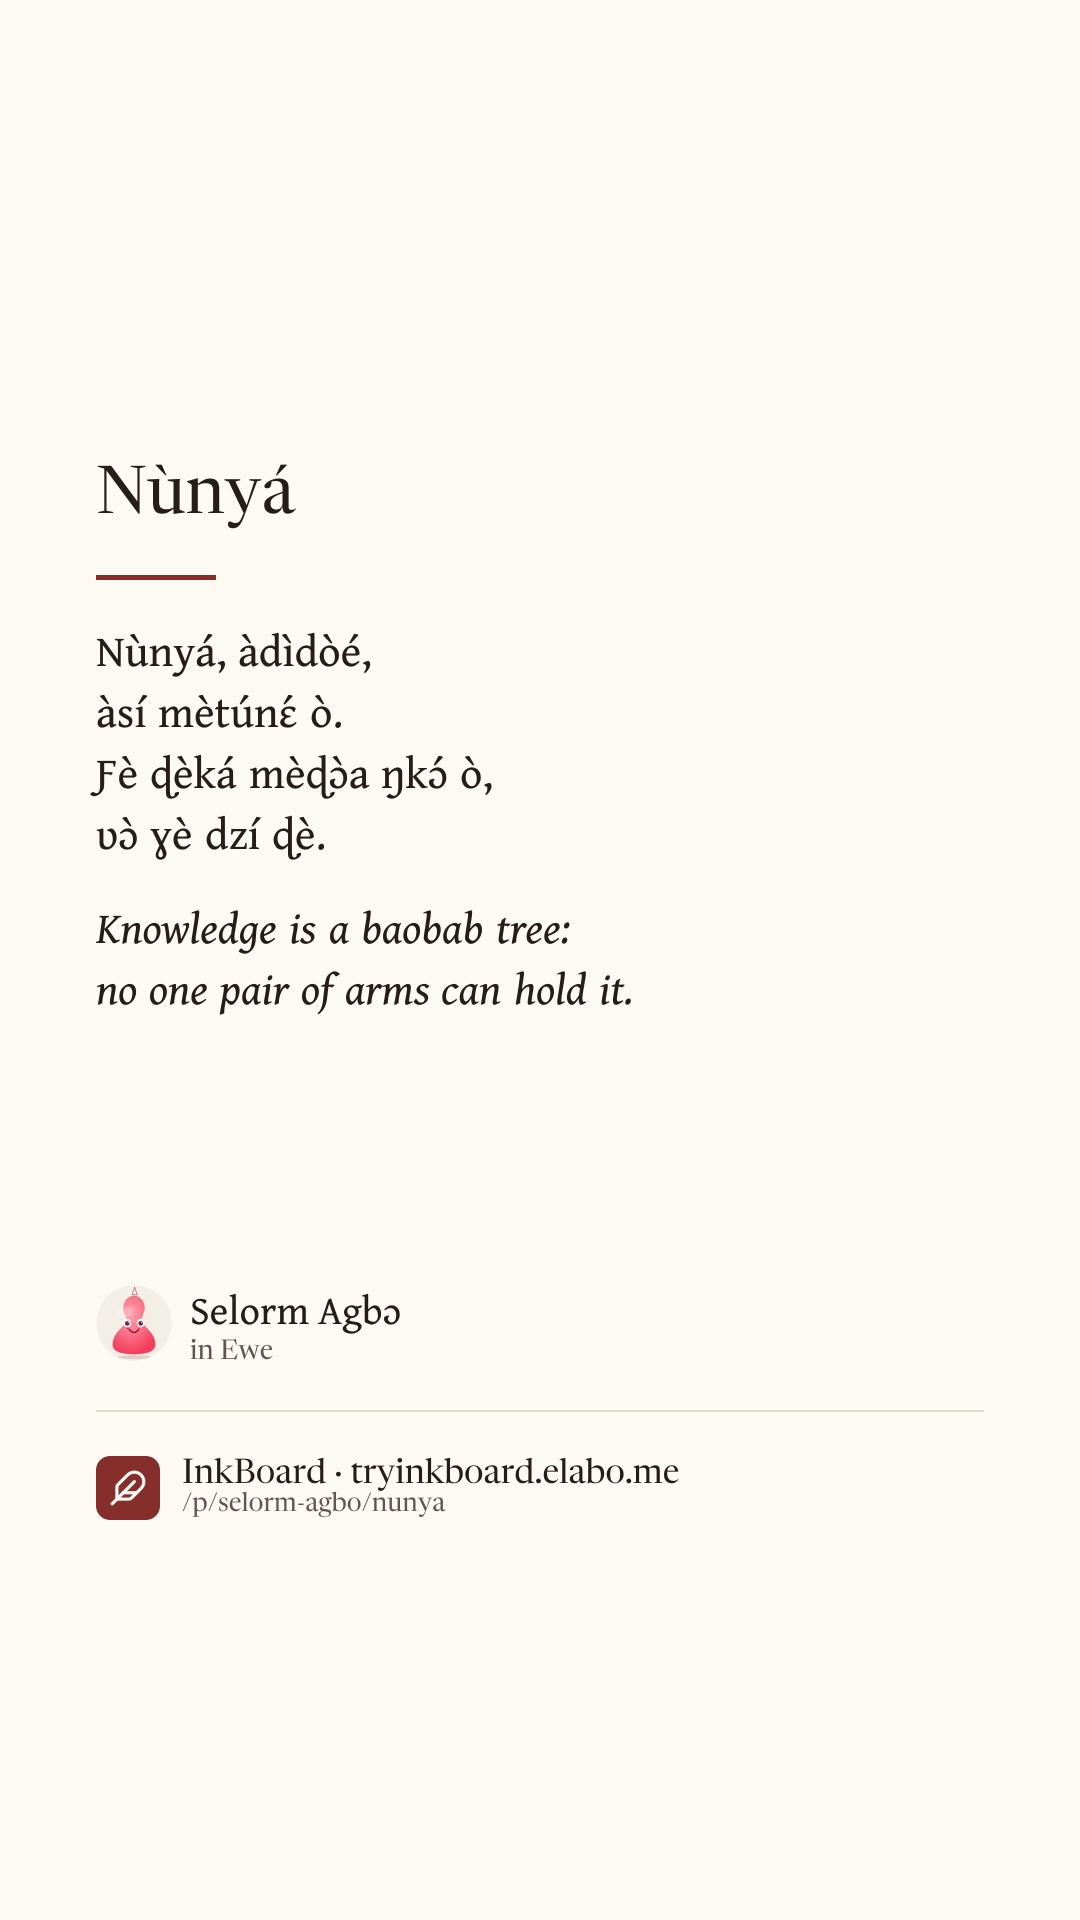 Nùnyá
Nùnyá, àdìdòé,
àsí mètúnɛ́ ò.
Ƒè ɖèká mèɖɔ̀a ŋkɔ́ ò,
ʋɔ̀ ɣè dzí ɖè.
Knowledge is a baobab tree:
no one pair of arms can hold it.
Selorm Agbɔ
in Ewe
InkBoard · tryinkboard.elabo.me
/p/selorm-agbo/nunya